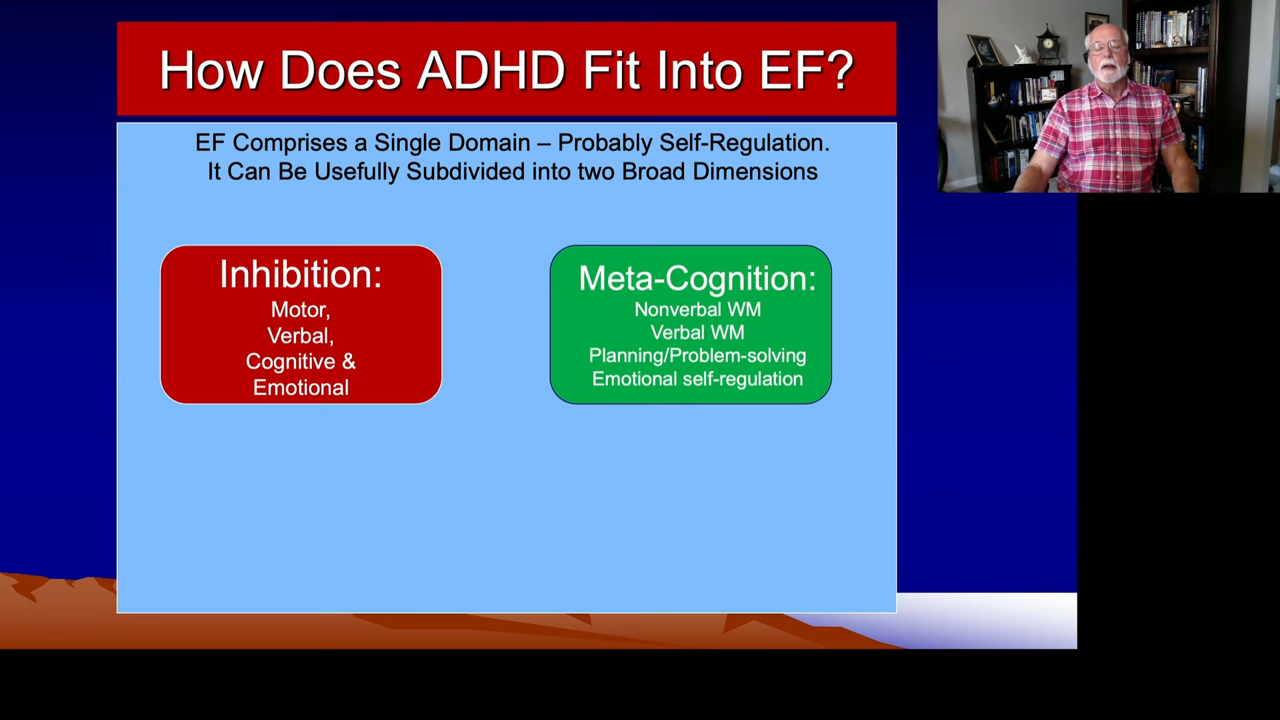 How Does ADHD Fit Into EF?
EF Comprises a Single Domain – Probably Self-Regulation.
It Can Be Usefully Subdivided into two Broad Dimensions
Inhibition:
Motor,
Verbal,
Cognitive &
Emotional
Meta-Cognition:
Nonverbal WM
Verbal WM
Planning/Problem-solving
Emotional self-regulation